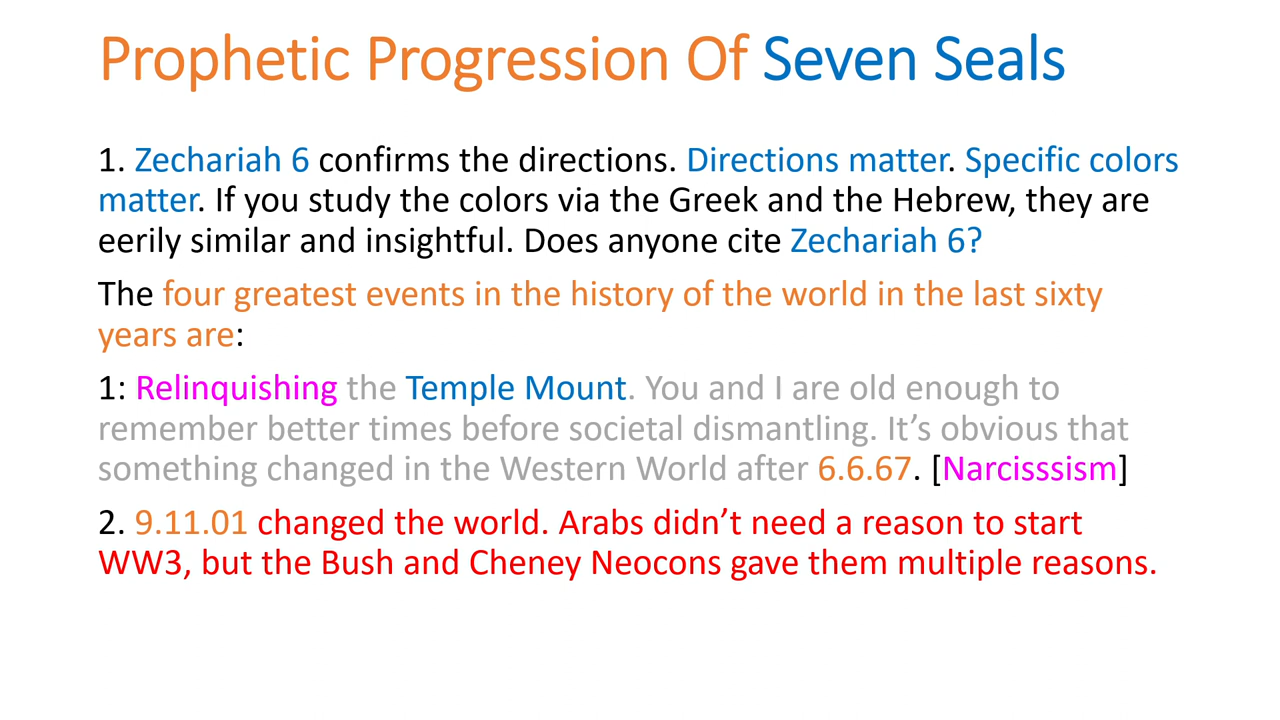 Prophetic Progression Of Seven Seals
1. Zechariah 6 confirms the directions. Directions matter. Specific colors
matter. If you study the colors via the Greek and the Hebrew, they are
eerily similar and insightful. Does anyone cite Zechariah 6?
The four greatest events in the history of the world in the last sixty
years are:
1: Relinquishing the Temple Mount. You and I are old enough to
remember better times before societal dismantling. It’s obvious that
something changed in the Western World after 6.6.67. [Narcisssism]
2. 9.11.01 changed the world. Arabs didn’t need a reason to start
WW3, but the Bush and Cheney Neocons gave them multiple reasons.